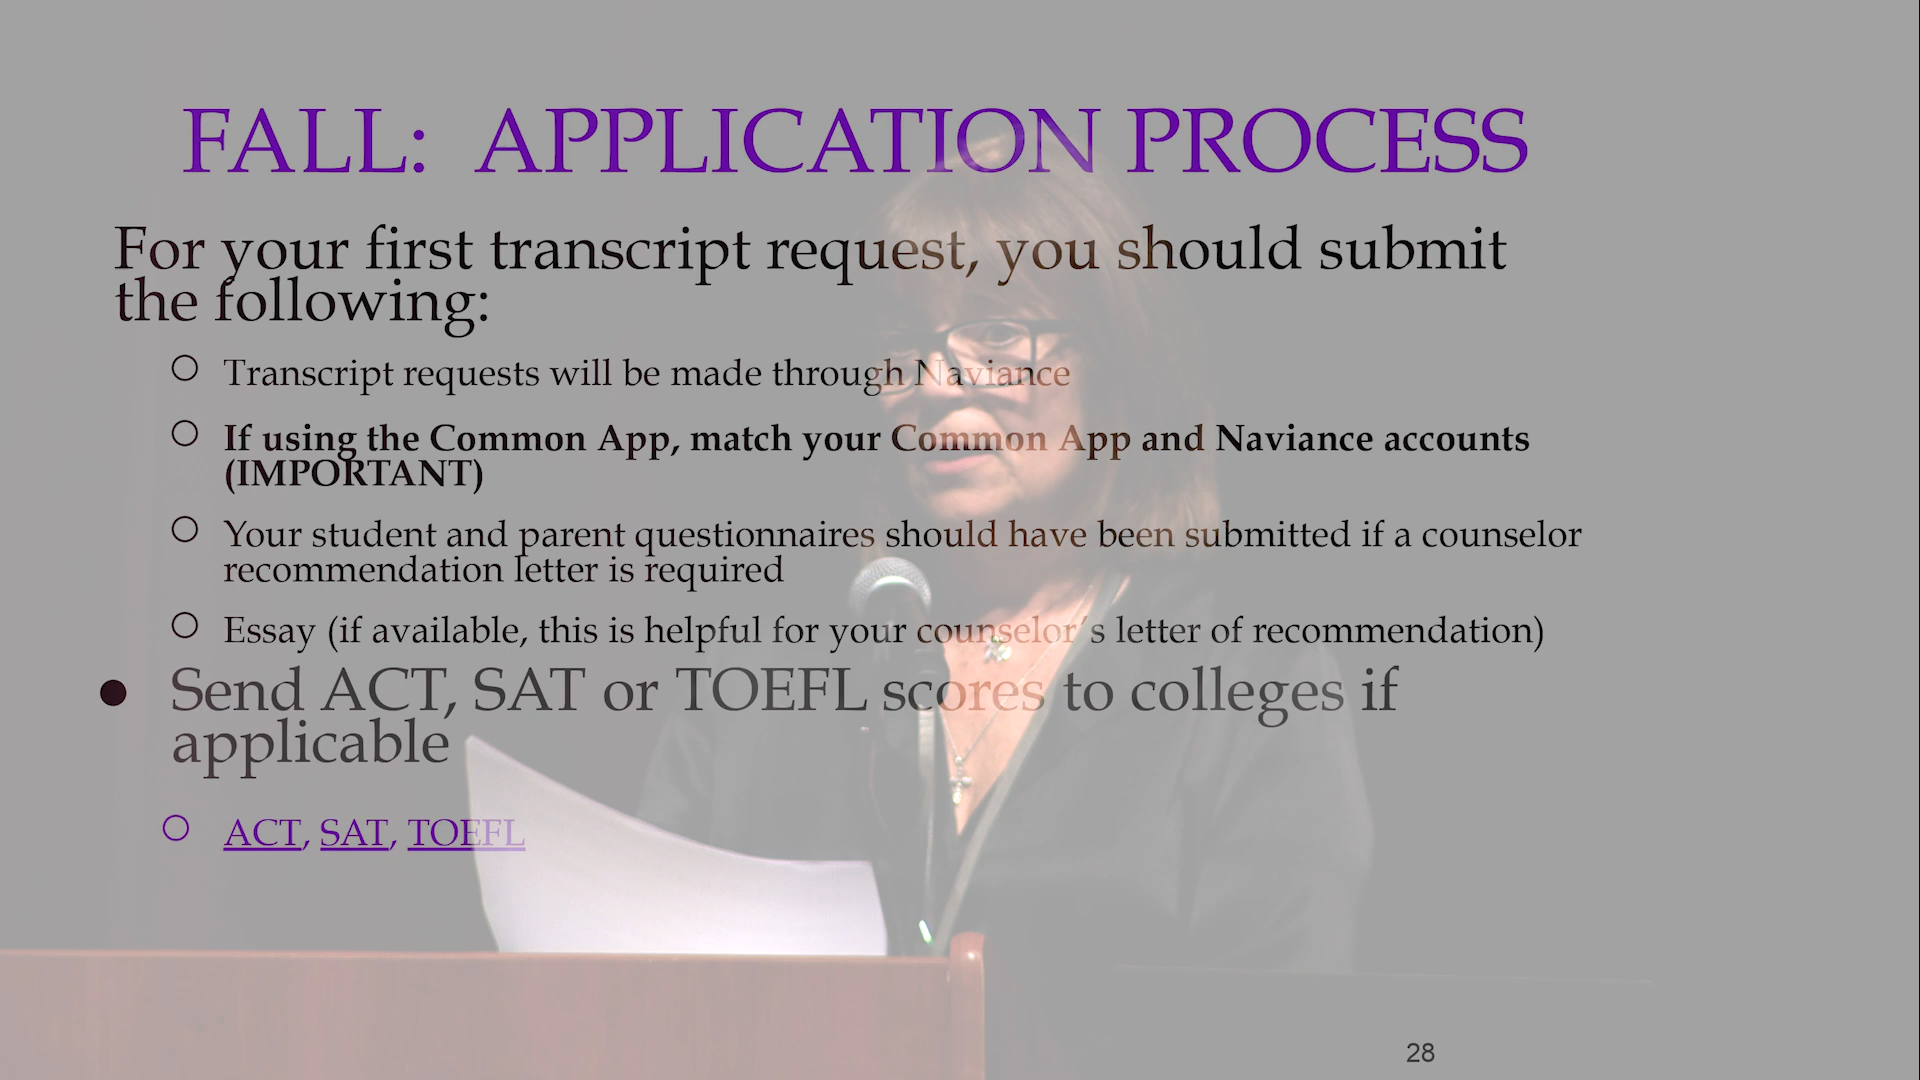 FALL: APPLICATION PROCESS
For your first transcript request, you should submit
the following:
Transcript requests will be made through Naviance
If using the Common App, match your Common App and Naviance accounts
(IMPORTANT)
Your student and parent questionnaires should have been submitted if a counselor
recommendation letter is required
Essay (if available, this is helpful for your counselor's letter of recommendation)
Send ACT, SAT or TOEFL scores to colleges if
applicable
ACT, SAT, TOEFL
28